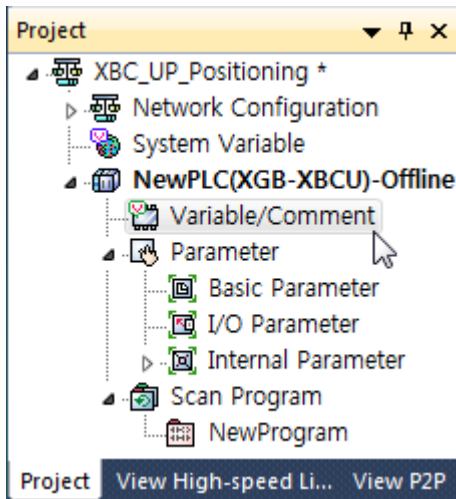 Project
XBC_UP_Positioning *
Network Configuration
System Variable
NewPLC(XGB-XBCU)-Offline
Variable/Comment
Parameter
Basic Parameter
I/O Parameter
Internal Parameter
Scan Program
NewProgram
Project View High-speed Li... View P2P